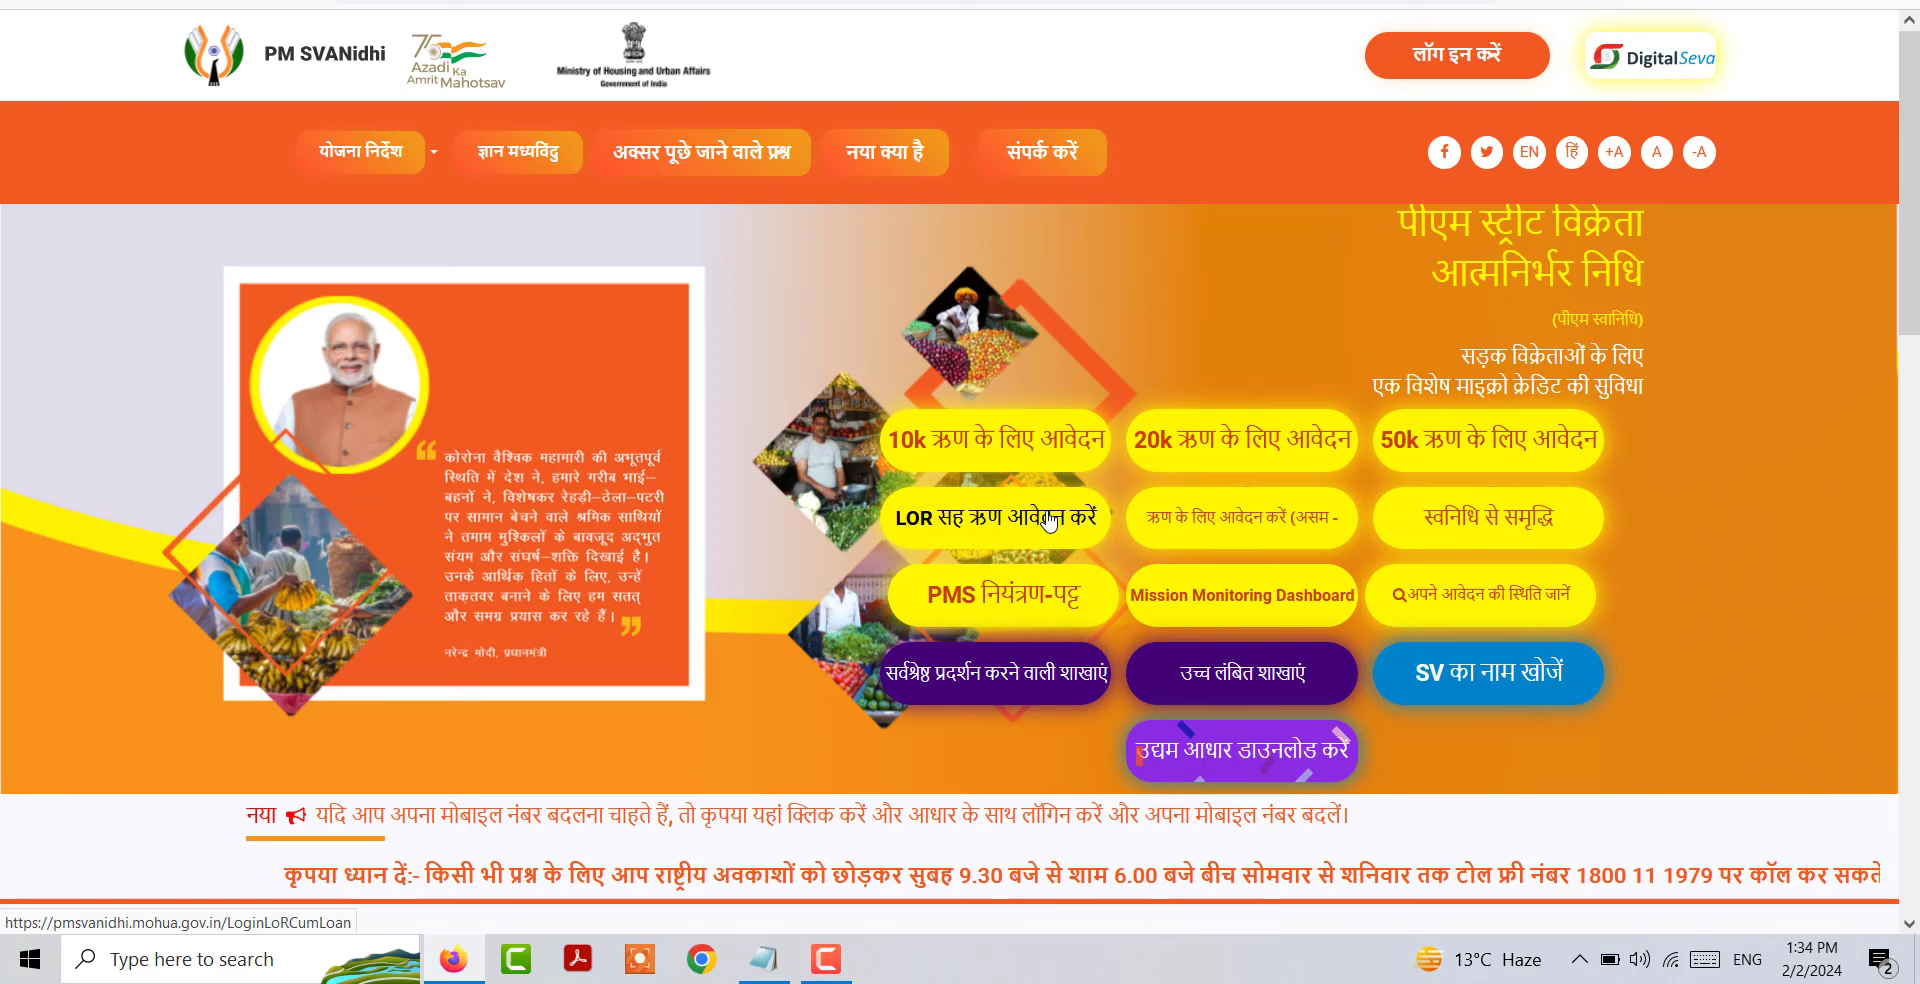 PM SVANidhi
75
Azadi Ka
Amrit Mahotsav
Ministry of Housing and Urban Affairs
Government of India
लॉग इन करें
DigitalSeva
योजना निर्देश
ज्ञान मध्यविंदु
अक्सर पूछे जाने वाले प्रश्न
नया क्या है
संपर्क करें
EN
हिं
+A
A
-A
पीएम स्ट्रीट विक्रेता
आत्मनिर्भर निधि
(पीएम स्वानिधि)
सड़क विक्रेताओं के लिए
एक विशेष माइक्रो क्रेडिट की सुविधा
कोरोना वैश्विक महामारी की अभूतपूर्व
स्थिति में देश ने, हमारे गरीब भाई–
बहनों ने, विशेषकर रेहड़ी–ठेला–पटरी
पर सामान बेचने वाले श्रमिक साथियों
ने तमाम मुश्किलों के बावजूद अद्भुत
संयम और संघर्ष–शक्ति दिखाई है।
उनके आर्थिक हितों के लिए, उन्हें
ताक़तवर बनाने के लिए हम सतत्
और समग्र प्रयास कर रहे हैं।
नरेन्द्र मोदी, प्रधानमंत्री
10k ऋण के लिए आवेदन
20k ऋण के लिए आवेदन
50k ऋण के लिए आवेदन
LOR सह ऋण आवेदन करें
ऋण के लिए आवेदन करें (असम -
स्वनिधि से समृद्धि
PMS नियंत्रण-पट्ट
Mission Monitoring Dashboard
अपने आवेदन की स्थिति जानें
सर्वश्रेष्ठ प्रदर्शन करने वाली शाखाएं
उच्च लंबित शाखाएं
SV का नाम खोजें
उद्यम आधार डाउनलोड करें
नया यदि आप अपना मोबाइल नंबर बदलना चाहते हैं, तो कृपया यहां क्लिक करें और आधार के साथ लॉगिन करें और अपना मोबाइल नंबर बदलें।
कृपया ध्यान दें:- किसी भी प्रश्न के लिए आप राष्ट्रीय अवकाशों को छोड़कर सुबह 9.30 बजे से शाम 6.00 बजे बीच सोमवार से शनिवार तक टोल फ्री नंबर 1800 11 1979 पर कॉल कर सकते
https://pmsvanidhi.mohua.gov.in/LoginLoRCumLoan
Type here to search
13°C Haze
ENG
1:34 PM
2/2/2024
2